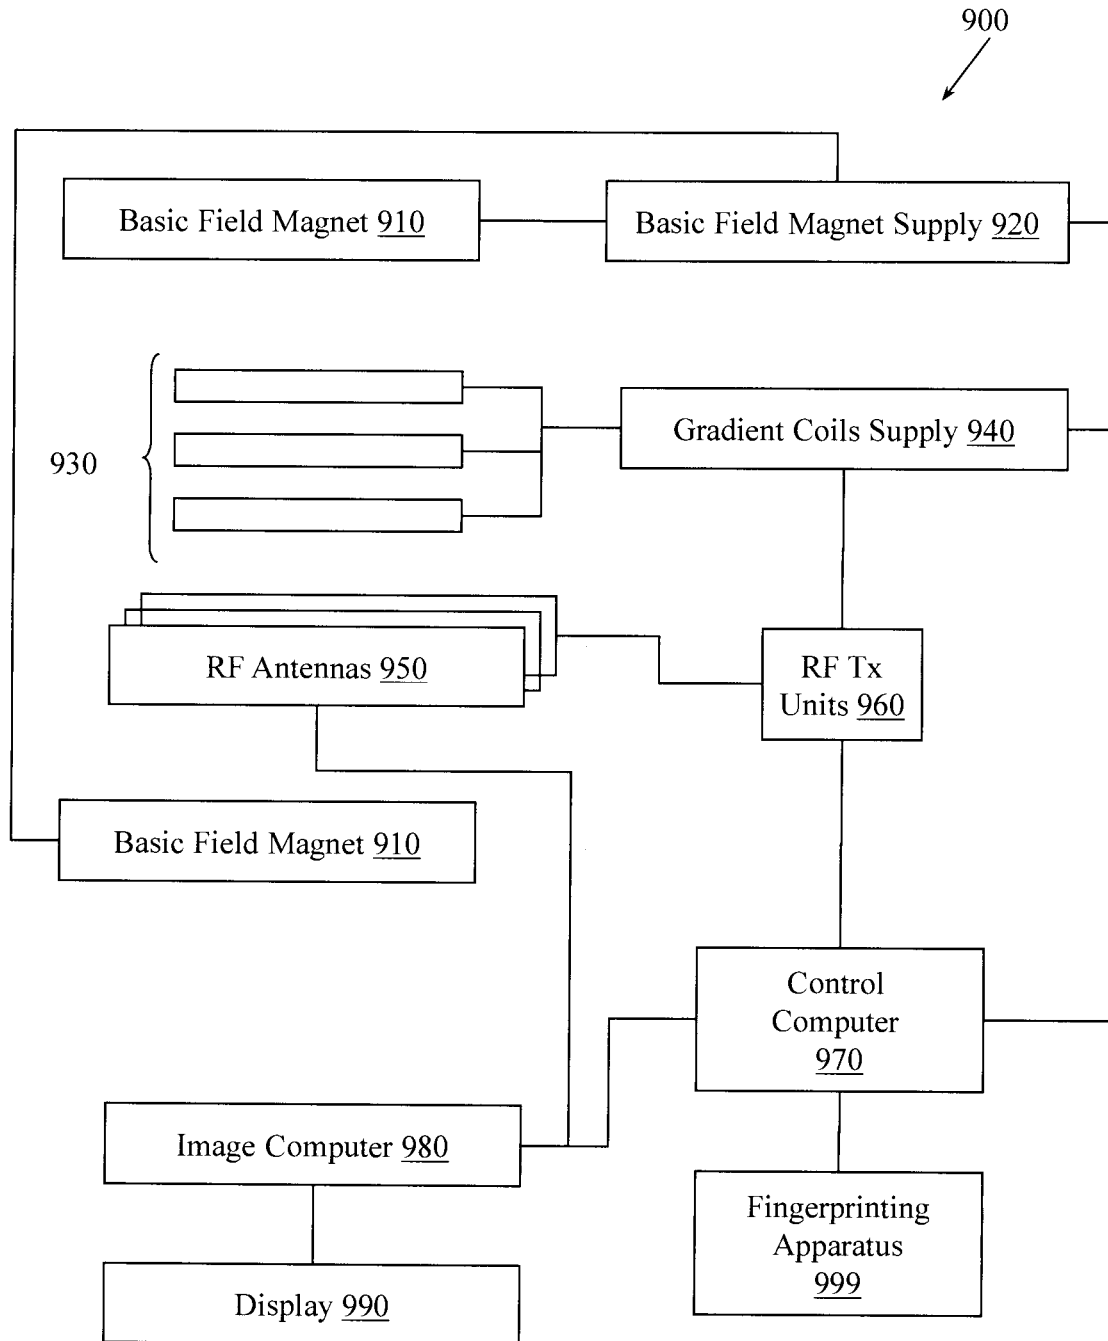 900
Basic Field Magnet 910
Basic Field Magnet Supply 920
930
Gradient Coils Supply 940
RF Antennas 950
RF Tx
Units 960
Basic Field Magnet 910
Control
Computer
970
Image Computer 980
Fingerprinting
Apparatus
999
Display 990